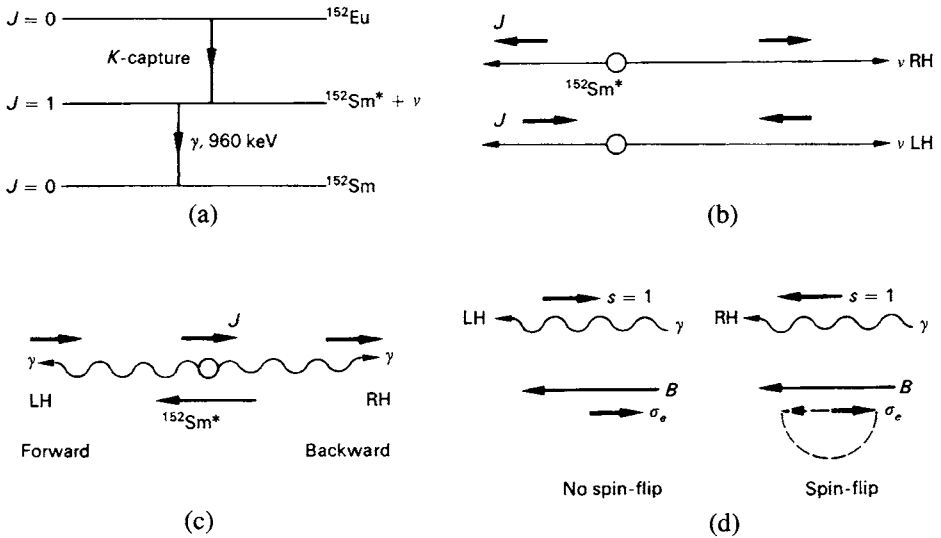 J = 0
¹⁵²Eu
K-capture
J = 1
¹⁵²Sm* + ν
γ, 960 keV
J = 0
¹⁵²Sm
(a)
J
ν RH
¹⁵²Sm*
J
ν LH
(b)
J
γ
γ
LH
¹⁵²Sm*
RH
Forward
Backward
(c)
s = 1
LH
γ
s = 1
RH
γ
B
σₑ
B
σₑ
No spin-flip
Spin-flip
(d)